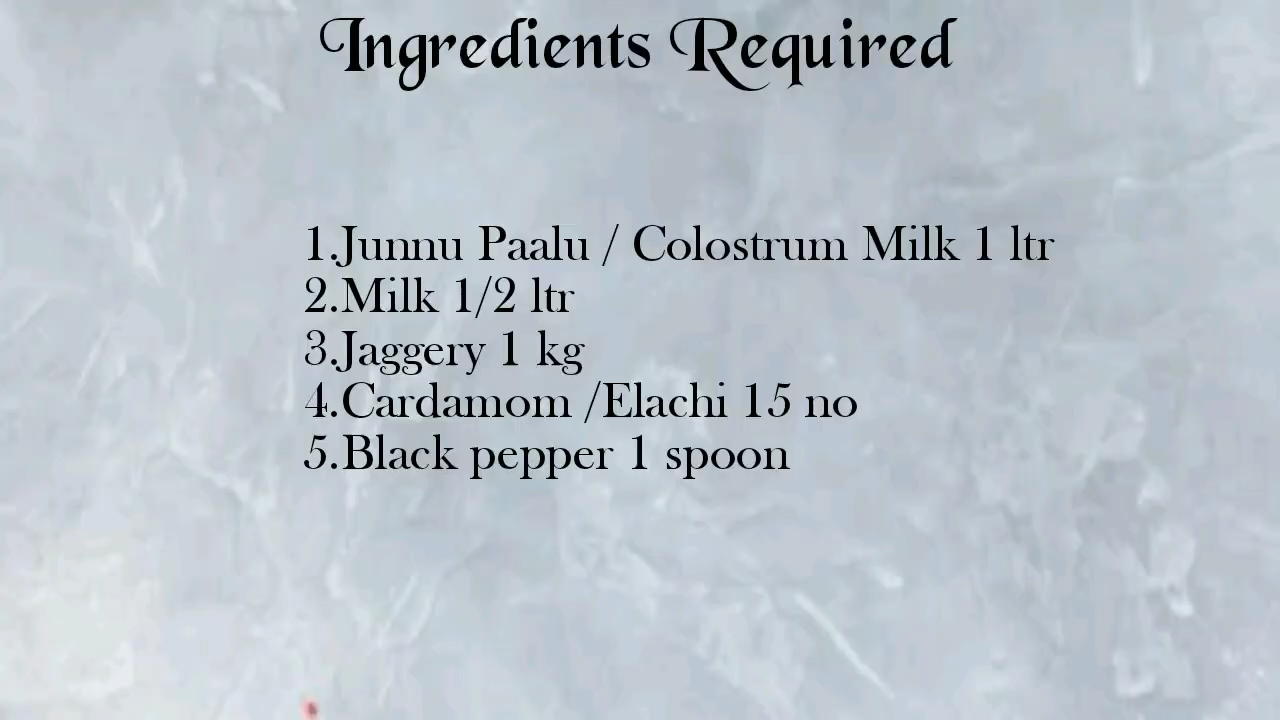 Ingredients Required
1.Junnu Paalu / Colostrum Milk 1 ltr
2.Milk 1/2 ltr
3.Jaggery 1 kg
4.Cardamom /Elachi 15 no
5.Black pepper 1 spoon